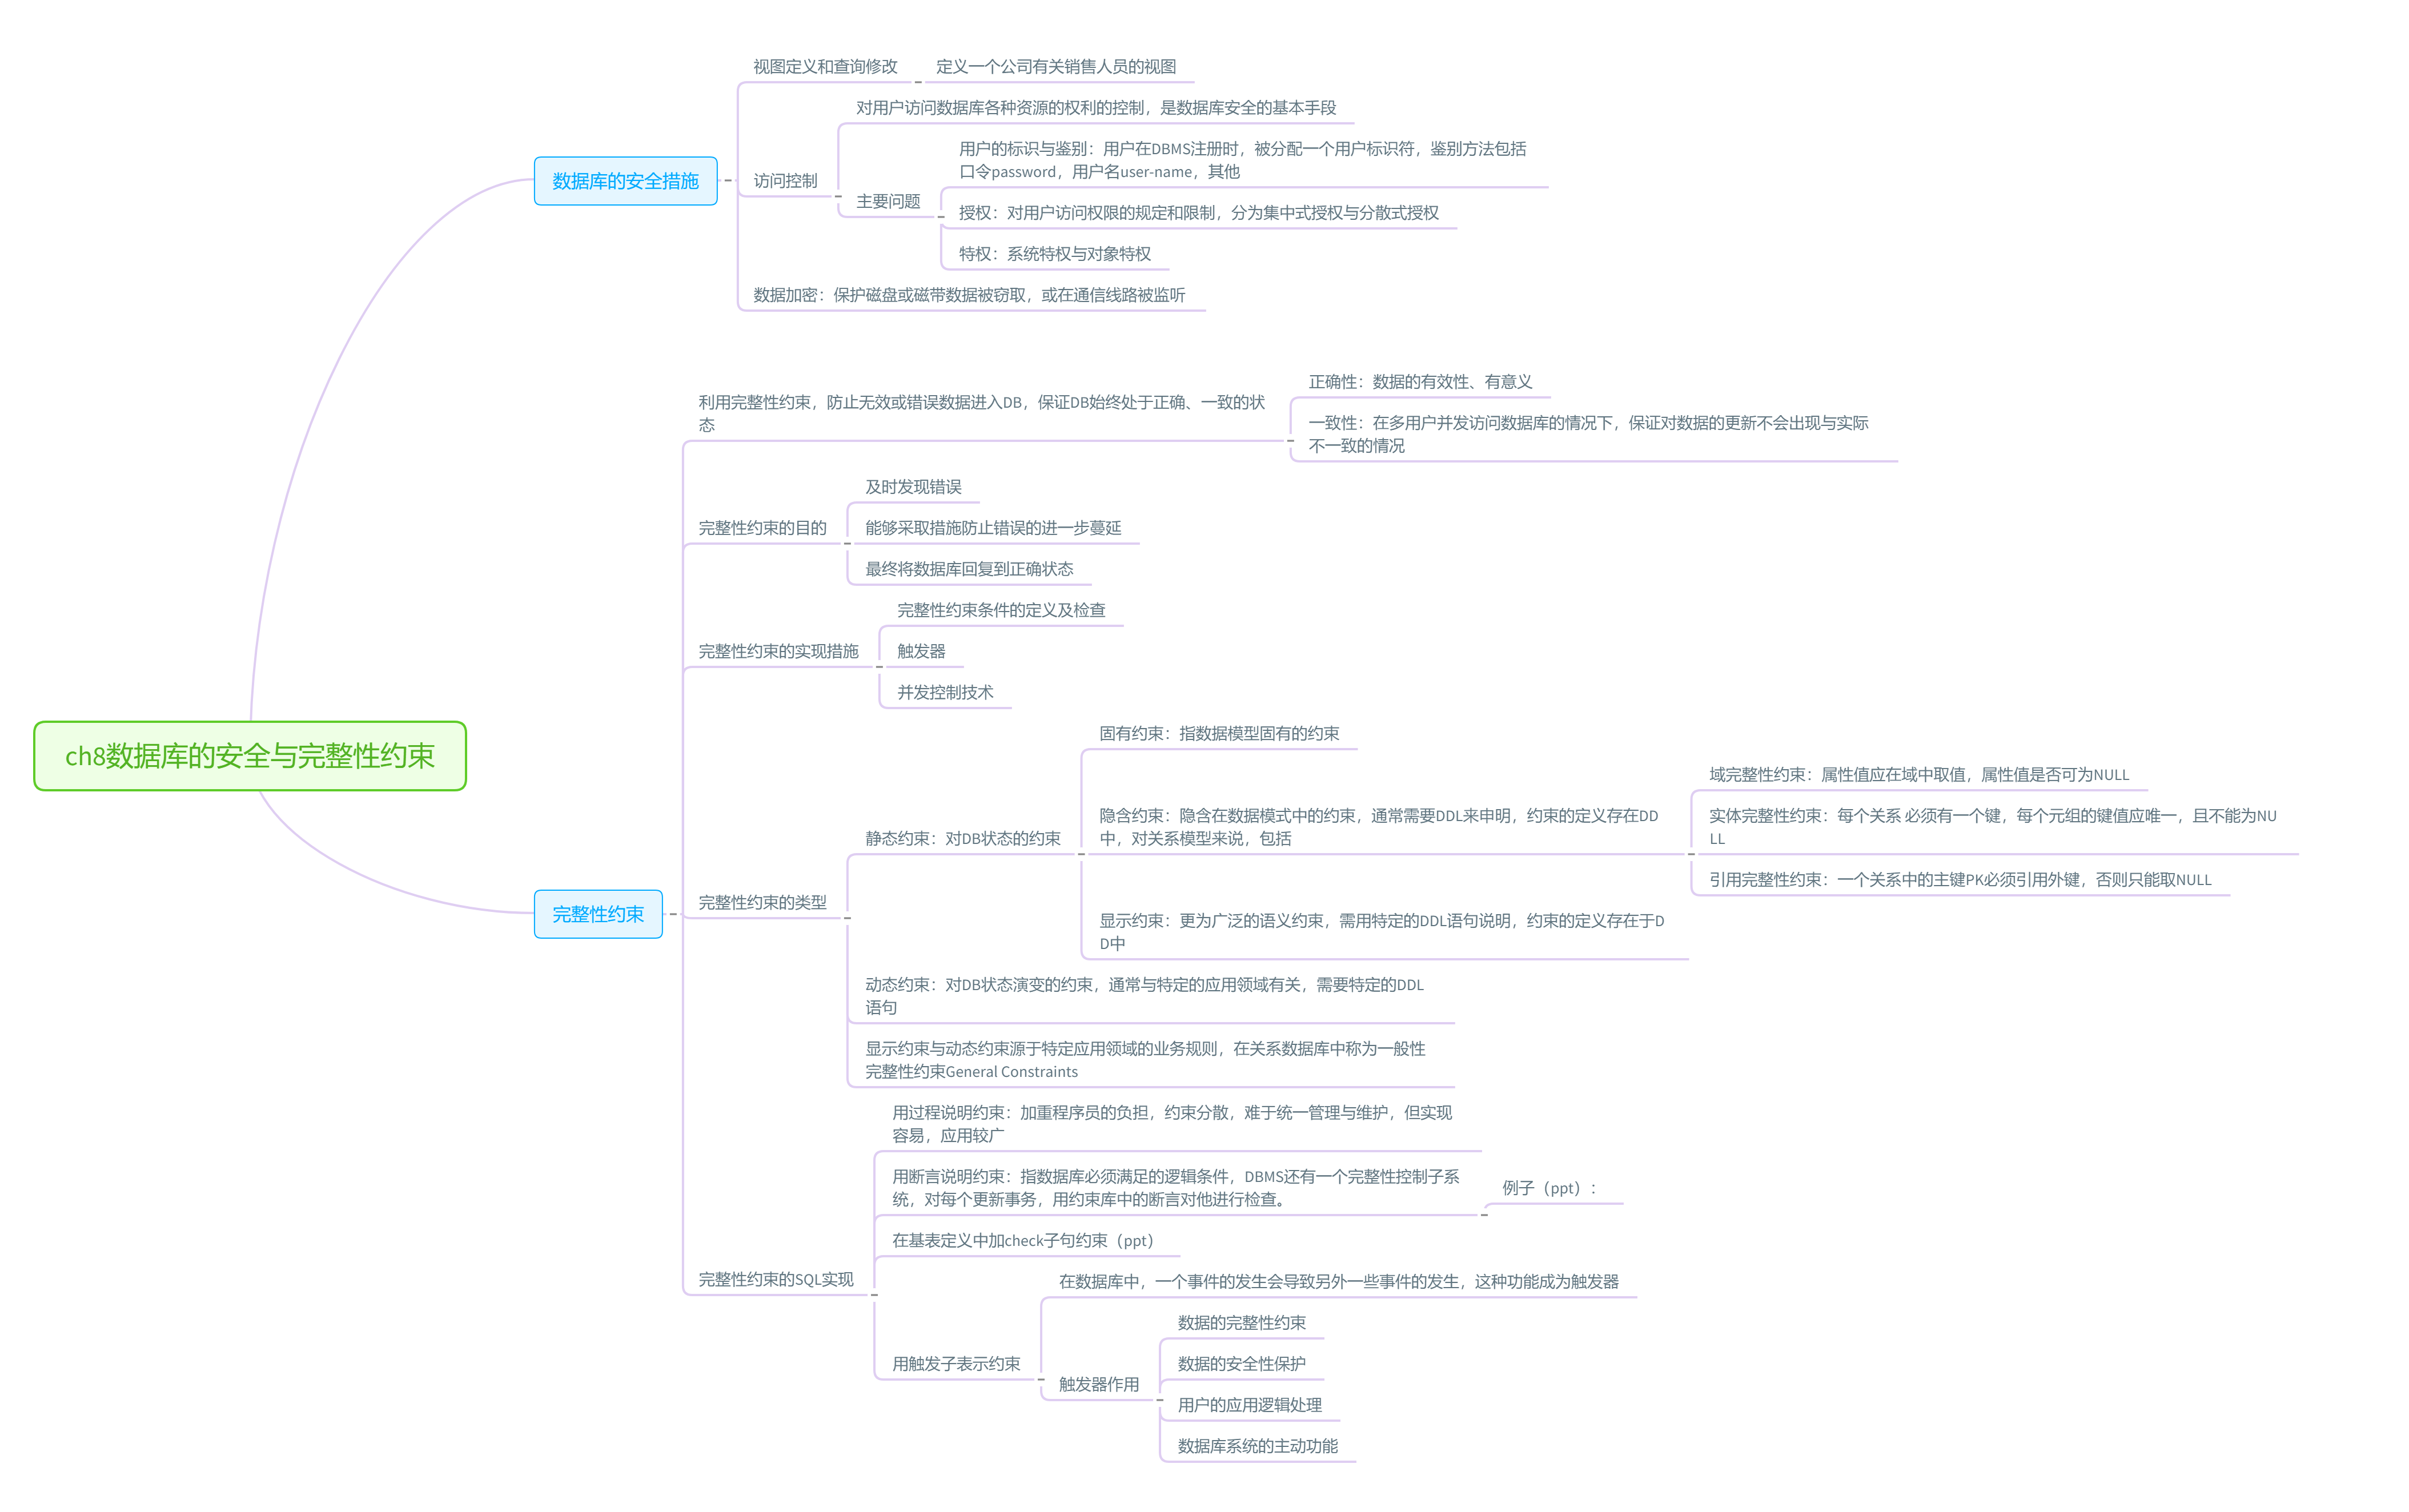 ch8数据库的安全与完整性约束
数据库的安全措施
视图定义和查询修改
定义一个公司有关销售人员的视图
访问控制
对用户访问数据库各种资源的权利的控制，是数据库安全的基本手段
主要问题
用户的标识与鉴别：用户在DBMS注册时，被分配一个用户标识符，鉴别方法包括
口令password，用户名user-name，其他
授权：对用户访问权限的规定和限制，分为集中式授权与分散式授权
特权：系统特权与对象特权
数据加密：保护磁盘或磁带数据被窃取，或在通信线路被监听
完整性约束
利用完整性约束，防止无效或错误数据进入DB，保证DB始终处于正确、一致的状
态
正确性：数据的有效性、有意义
一致性：在多用户并发访问数据库的情况下，保证对数据的更新不会出现与实际
不一致的情况
完整性约束的目的
及时发现错误
能够采取措施防止错误的进一步蔓延
最终将数据库回复到正确状态
完整性约束的实现措施
完整性约束条件的定义及检查
触发器
并发控制技术
完整性约束的类型
静态约束：对DB状态的约束
固有约束：指数据模型固有的约束
隐含约束：隐含在数据模式中的约束，通常需要DDL来申明，约束的定义存在DD
中，对关系模型来说，包括
域完整性约束：属性值应在域中取值，属性值是否可为NULL
实体完整性约束：每个关系 必须有一个键，每个元组的键值应唯一，且不能为NU
LL
引用完整性约束：一个关系中的主键PK必须引用外键，否则只能取NULL
显示约束：更为广泛的语义约束，需用特定的DDL语句说明，约束的定义存在于D
D中
动态约束：对DB状态演变的约束，通常与特定的应用领域有关，需要特定的DDL
语句
显示约束与动态约束源于特定应用领域的业务规则，在关系数据库中称为一般性
完整性约束General Constraints
完整性约束的SQL实现
用过程说明约束：加重程序员的负担，约束分散，难于统一管理与维护，但实现
容易，应用较广
用断言说明约束：指数据库必须满足的逻辑条件，DBMS还有一个完整性控制子系
统，对每个更新事务，用约束库中的断言对他进行检查。
例子（ppt）：
在基表定义中加check子句约束（ppt）
用触发子表示约束
在数据库中，一个事件的发生会导致另外一些事件的发生，这种功能成为触发器
触发器作用
数据的完整性约束
数据的安全性保护
用户的应用逻辑处理
数据库系统的主动功能